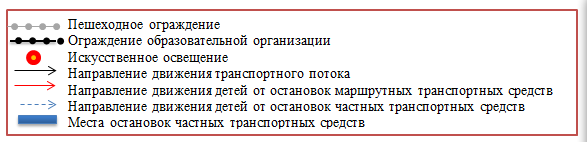 Пешеходное ограждение
Ограждение образовательной организации
Искусственное освещение
Направление движения транспортного потока
Направление движения детей от остановок маршрутных транспортных средств
Направление движения детей от остановок частных транспортных средств
Места остановок частных транспортных средств